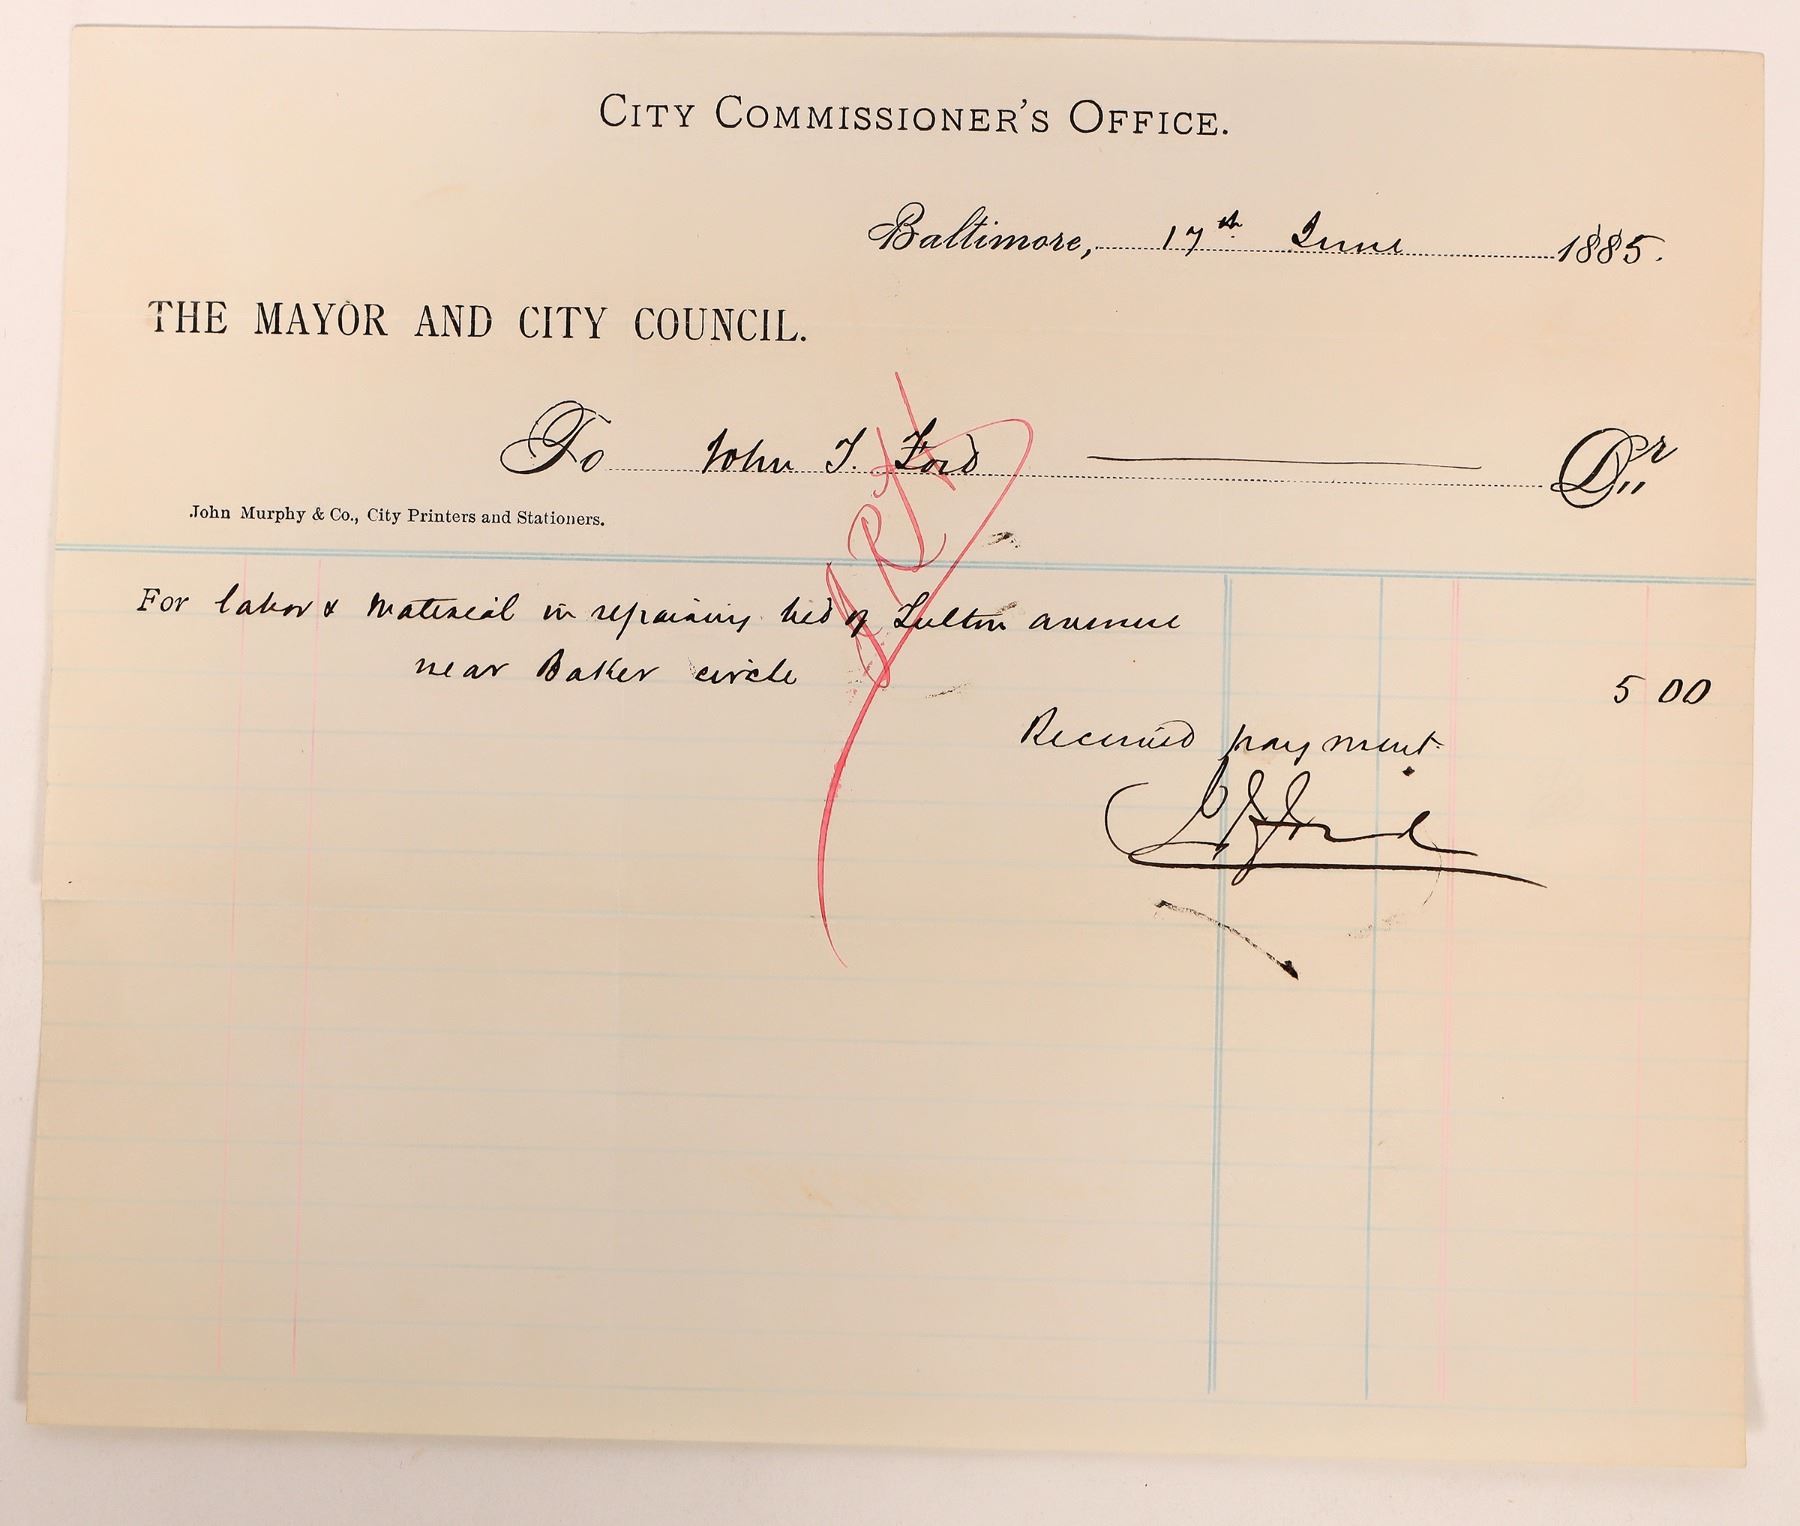 CITY COMMISSIONER'S OFFICE.
Baltimore, 17th June 1885.
THE MAYOR AND CITY COUNCIL.
To John T. Ford Dr
John Murphy & Co., City Printers and Stationers.
For labor & material in repairing bed of Fulton avenue
near Baker circle
5 00
Received payment